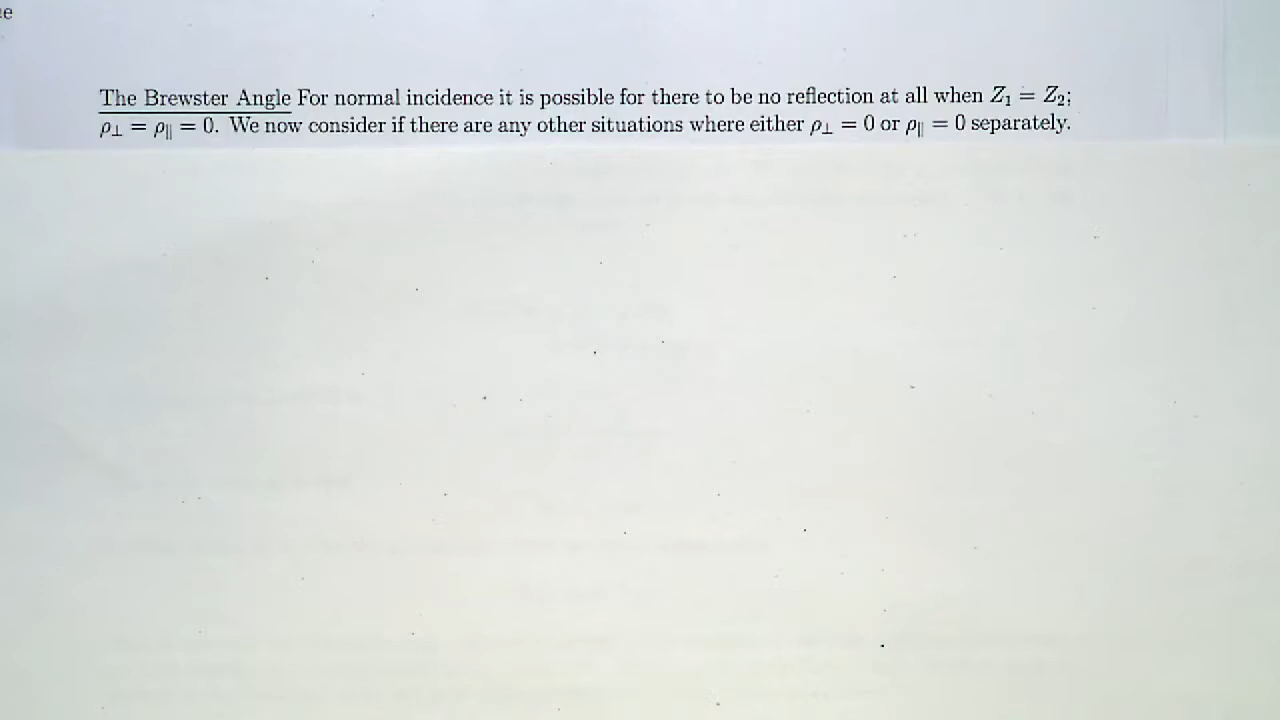 The Brewster Angle For normal incidence it is possible for there to be no reflection at all when Z₁ = Z₂;
ρ⊥ = ρ∥ = 0. We now consider if there are any other situations where either ρ⊥ = 0 or ρ∥ = 0 separately.